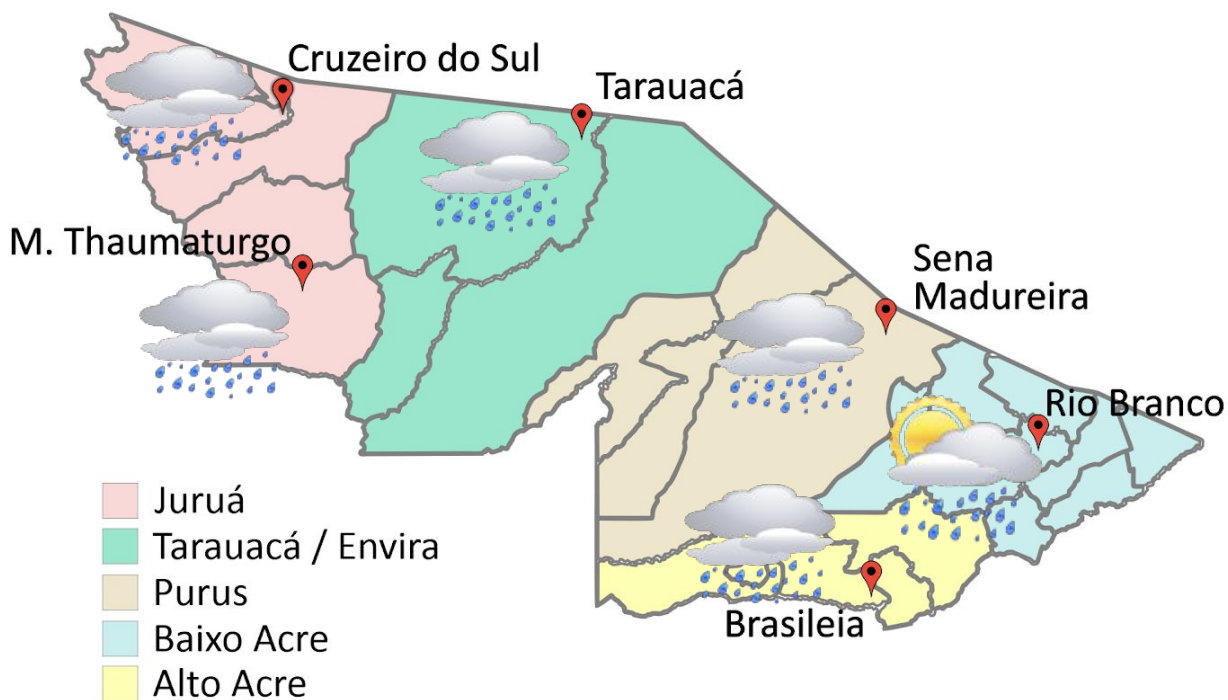 Cruzeiro do Sul
Tarauacá
M. Thaumaturgo
Sena
Madureira
Rio Branco
Brasileia
Juruá
Tarauacá / Envira
Purus
Baixo Acre
Alto Acre